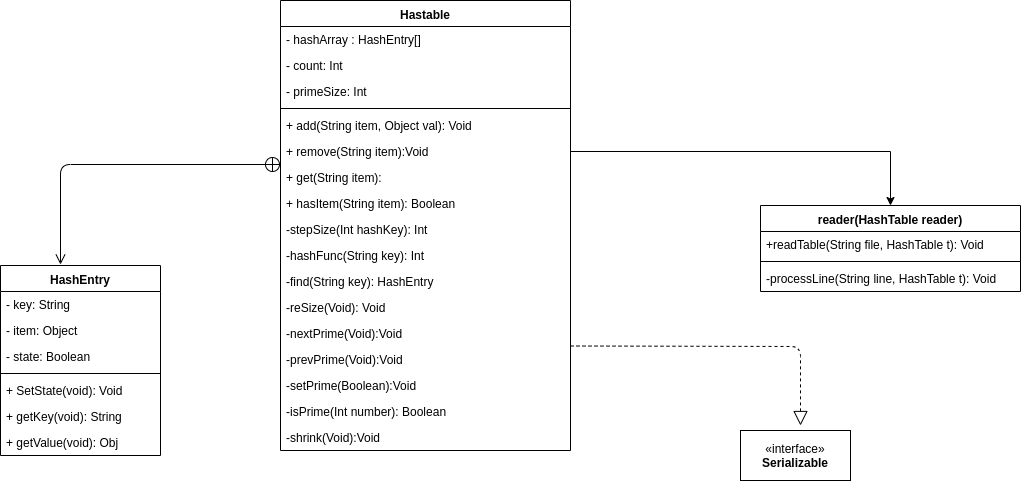 Hastable
- hashArray : HashEntry[]
- count: Int
- primeSize: Int
+ add(String item, Object val): Void
+ remove(String item):Void
+ get(String item):
+ hasItem(String item): Boolean
-stepSize(Int hashKey): Int
-hashFunc(String key): Int
-find(String key): HashEntry
-reSize(Void): Void
-nextPrime(Void):Void
-prevPrime(Void):Void
-setPrime(Boolean):Void
-isPrime(Int number): Boolean
-shrink(Void):Void
HashEntry
- key: String
- item: Object
- state: Boolean
+ SetState(void): Void
+ getKey(void): String
+ getValue(void): Obj
reader(HashTable reader)
+readTable(String file, HashTable t): Void
-processLine(String line, HashTable t): Void
«interface»
Serializable